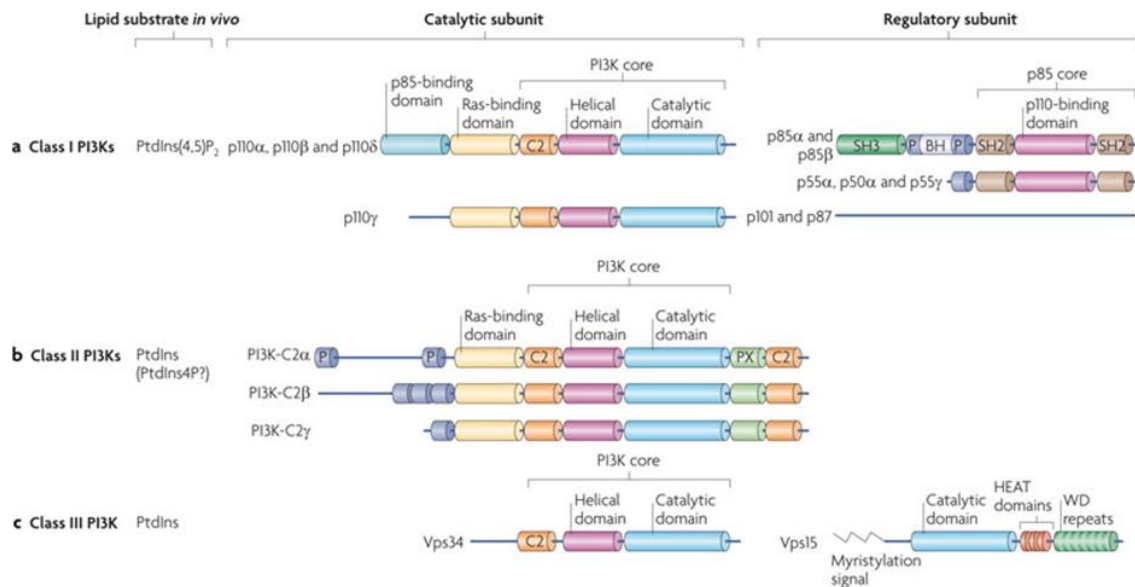 Lipid substrate in vivo Catalytic subunit Regulatory subunit
PI3K core
p85-binding
domain
Ras-binding
domain
Helical
domain
Catalytic
domain
p85 core
p110-binding
domain
a Class I PI3Ks PtdIns(4,5)P₂ p110α, p110β and p110δ C2
p85α and
p85β
SH3 P BH P SH2 SH2
p55α, p50α and p55γ
p110γ
p101 and p87
PI3K core
Ras-binding
domain
Helical
domain
Catalytic
domain
b Class II PI3Ks PtdIns
(PtdIns4P?)
PI3K-C2α P P C2 PX C2
PI3K-C2β
PI3K-C2γ
PI3K core
Helical
domain
Catalytic
domain
c Class III PI3K PtdIns
Vps34 C2
Catalytic
domain
HEAT
domains
WD
repeats
Vps15
Myristylation
signal